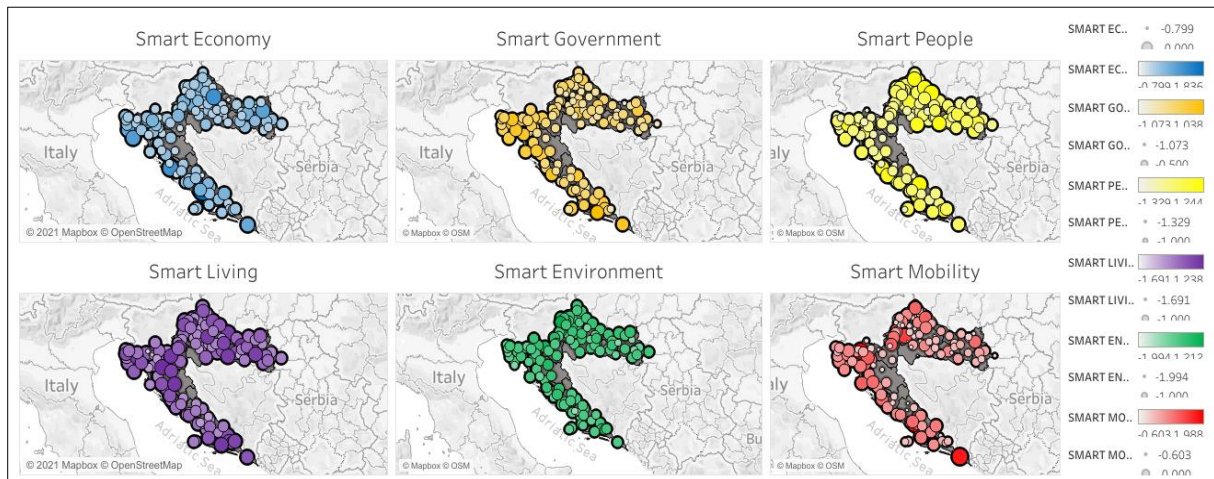 Smart Economy
Smart Government
Smart People
Italy
Serbia
Adriatic Sea
© 2021 Mapbox © OpenStreetMap
Italy
Serbia
Adriatic Sea
© Mapbox © OSM
Italy
Serbia
Adriatic Sea
© Mapbox © OSM
Smart Living
Smart Environment
Smart Mobility
Italy
Serbia
Adriatic Sea
© 2021 Mapbox © OpenStreetMap
Italy
Serbia
Adriatic Sea
Bu
© Mapbox © OSM
Italy
Serbia
Adriatic Sea
© Mapbox © OSM
SMART EC.. -0.799
0.000
SMART EC..
-0.799 1.836
SMART GO..
-1.073 1.038
SMART GO.. -1.073
-0.500
SMART PE..
-1.329 1.244
SMART PE.. -1.329
-1.000
SMART LIVI..
-1.691 1.238
SMART LIVI.. -1.691
-1.000
SMART EN..
-1.994 1.212
SMART EN.. -1.994
-1.000
SMART MO..
-0.603 1.988
SMART MO.. -0.603
0.000